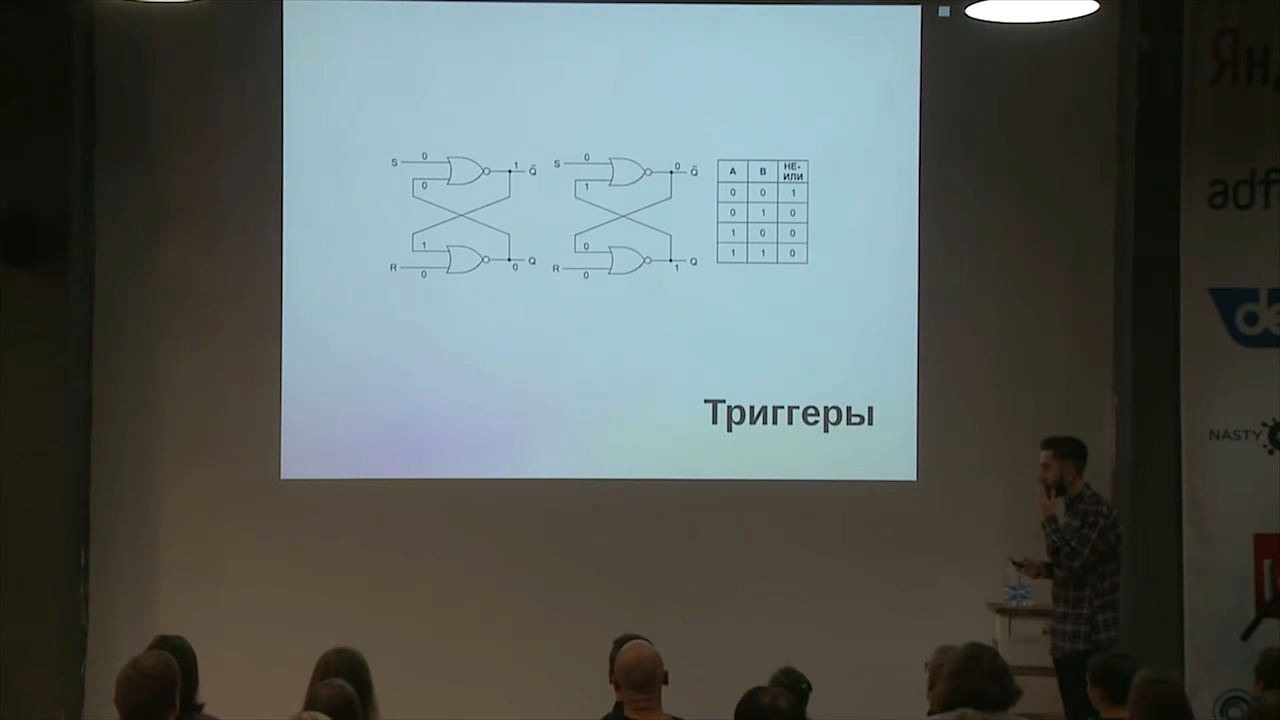 S 0 1 Q̄
0
1
R 0 0 Q
S 0 0 Q̄
1
0
R 0 1 Q
A B НЕ-ИЛИ
0 0 1
0 1 0
1 0 0
1 1 0
Триггеры
adf
NASTY